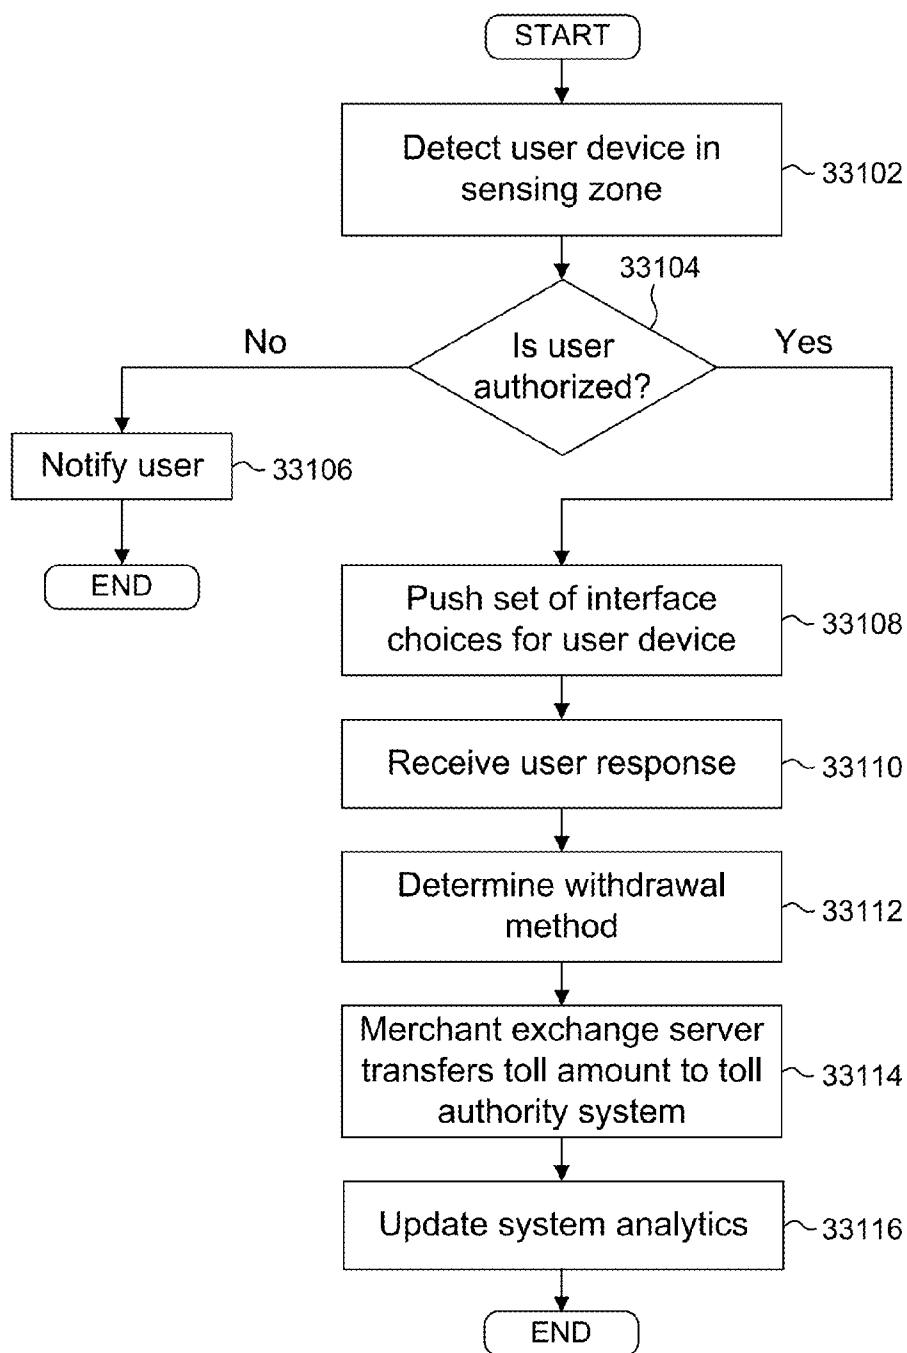 START
Detect user device in
sensing zone
33102
33104
Is user
authorized?
No
Yes
Notify user
33106
END
Push set of interface
choices for user device
33108
Receive user response
33110
Determine withdrawal
method
33112
Merchant exchange server
transfers toll amount to toll
authority system
33114
Update system analytics
33116
END